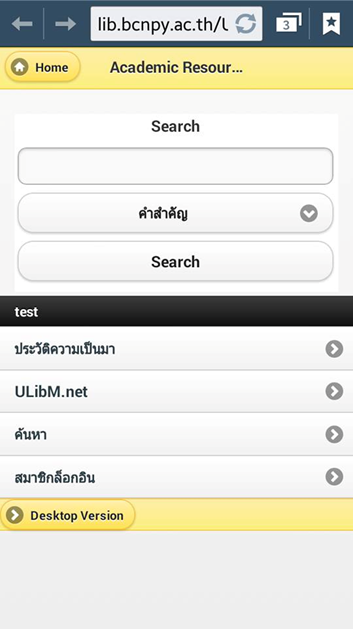 lib.bcnpy.ac.th/U
3
Home
Academic Resour...
Search
คำสำคัญ
Search
test
ประวัติความเป็นมา
ULibM.net
ค้นหา
สมาชิกล็อกอิน
Desktop Version